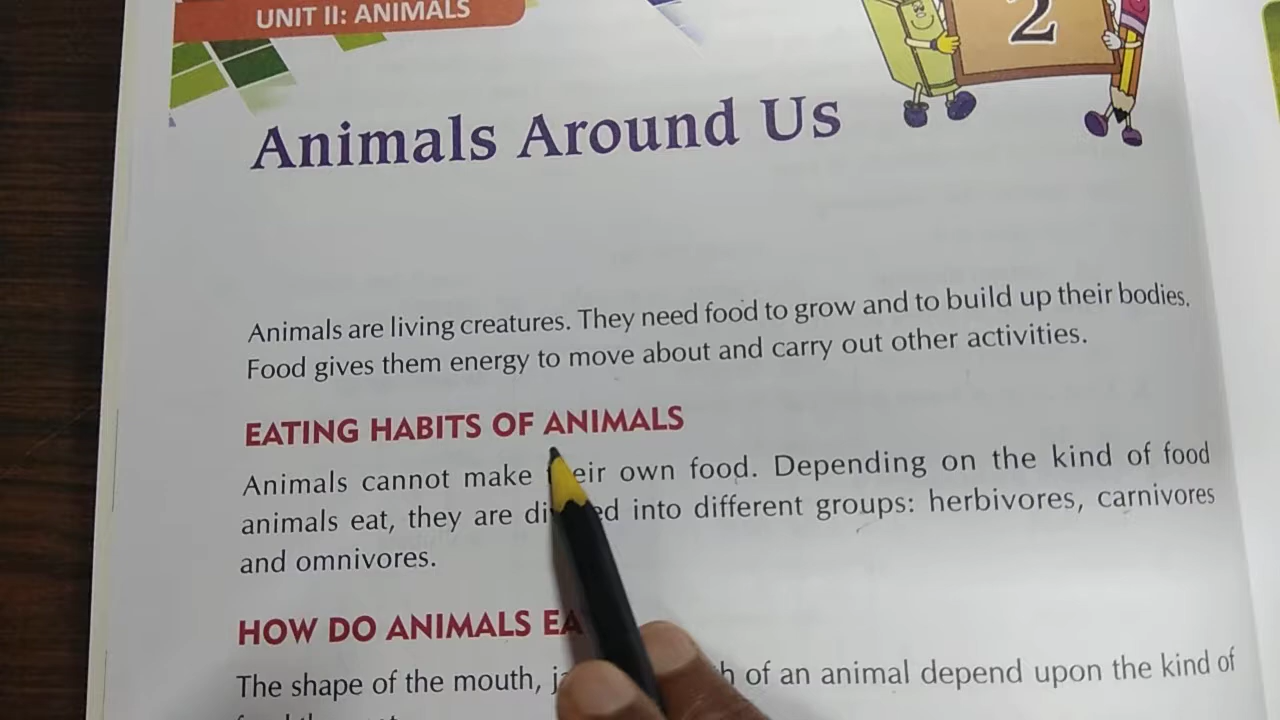 UNIT II: ANIMALS
2
Animals Around Us
Animals are living creatures. They need food to grow and to build up their bodies.
Food gives them energy to move about and carry out other activities.
EATING HABITS OF ANIMALS
Animals cannot make their own food. Depending on the kind of food
animals eat, they are divided into different groups: herbivores, carnivores
and omnivores.
HOW DO ANIMALS
The shape of the mouth, of an animal depend upon the kind of